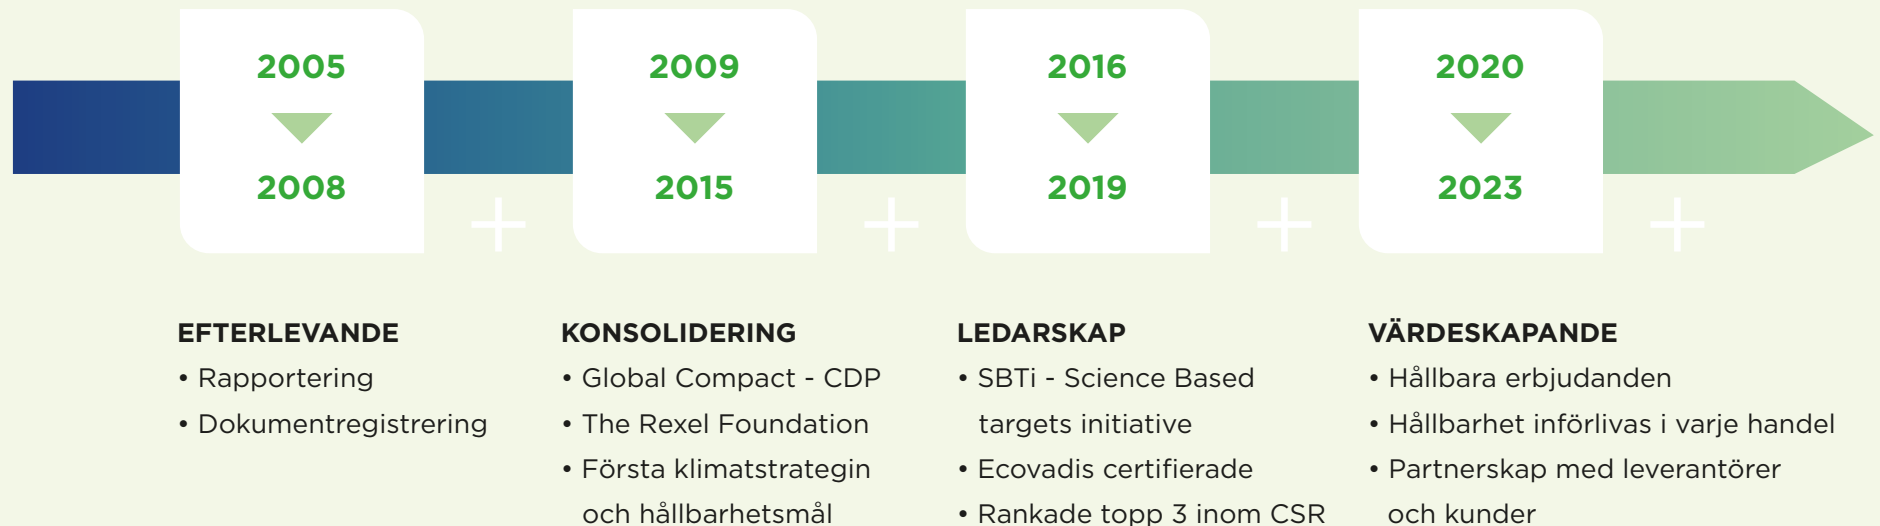 2005
2008
2009
2015
2016
2019
2020
2023
EFTERLEVANDE
• Rapportering
• Dokumentregistrering
KONSOLIDERING
• Global Compact - CDP
• The Rexel Foundation
• Första klimatstrategin
och hållbarhetsmål
LEDARSKAP
• SBTi - Science Based
targets initiative
• Ecovadis certifierade
• Rankade topp 3 inom CSR
VÄRDESKAPANDE
• Hållbara erbjudanden
• Hållbarhet införlivas i varje handel
• Partnerskap med leverantörer
och kunder